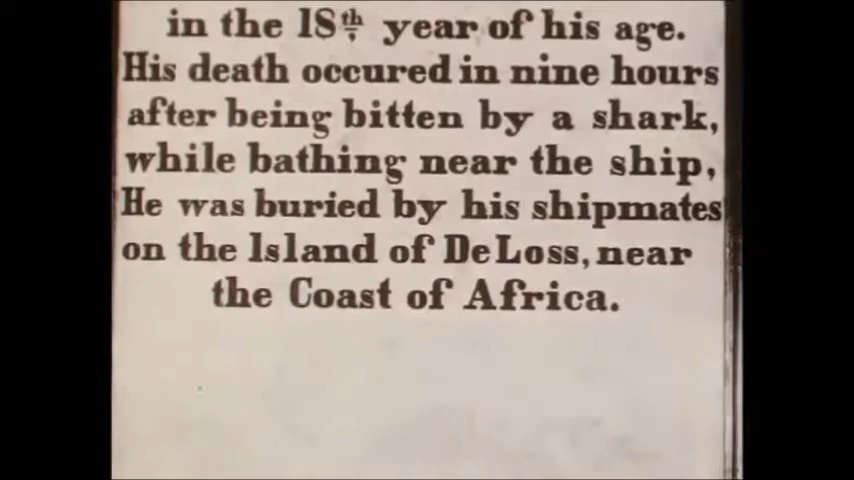 in the 18th year of his age.
His death occured in nine hours
after being bitten by a shark,
while bathing near the ship,
He was buried by his shipmates
on the Island of DeLoss, near
the Coast of Africa.